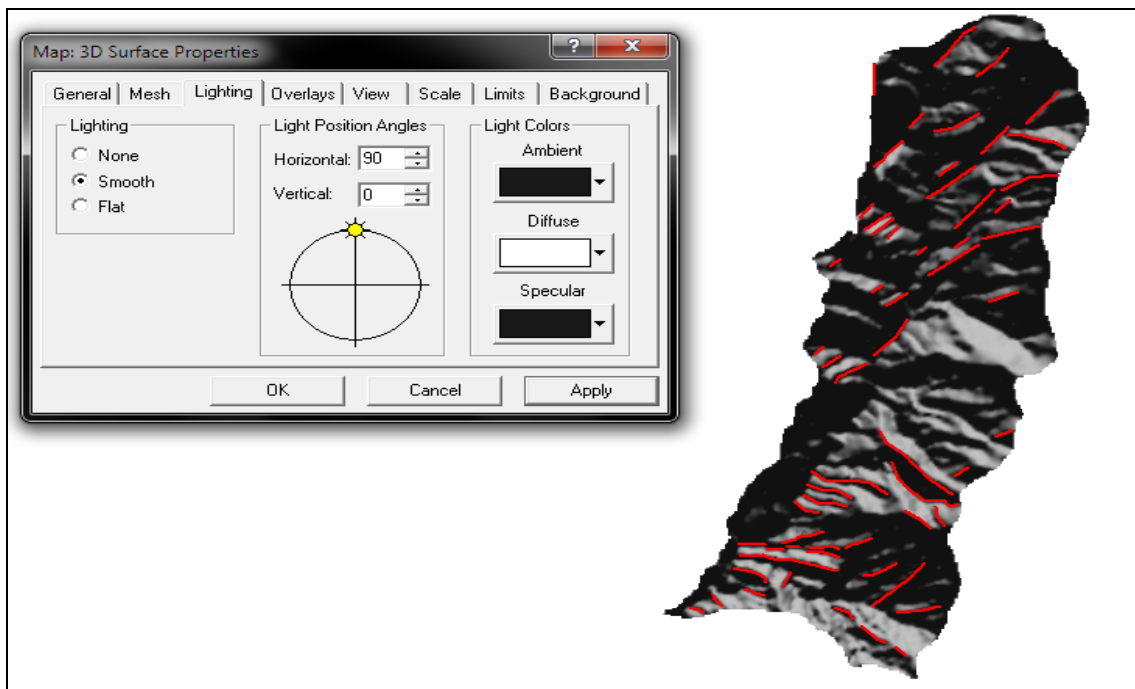 Map: 3D Surface Properties
?
X
General Mesh Lighting Overlays View Scale Limits Background
Lighting
None
Smooth
Flat
Light Position Angles
Horizontal: 90
Vertical: 0
Light Colors
Ambient
Diffuse
Specular
OK Cancel Apply